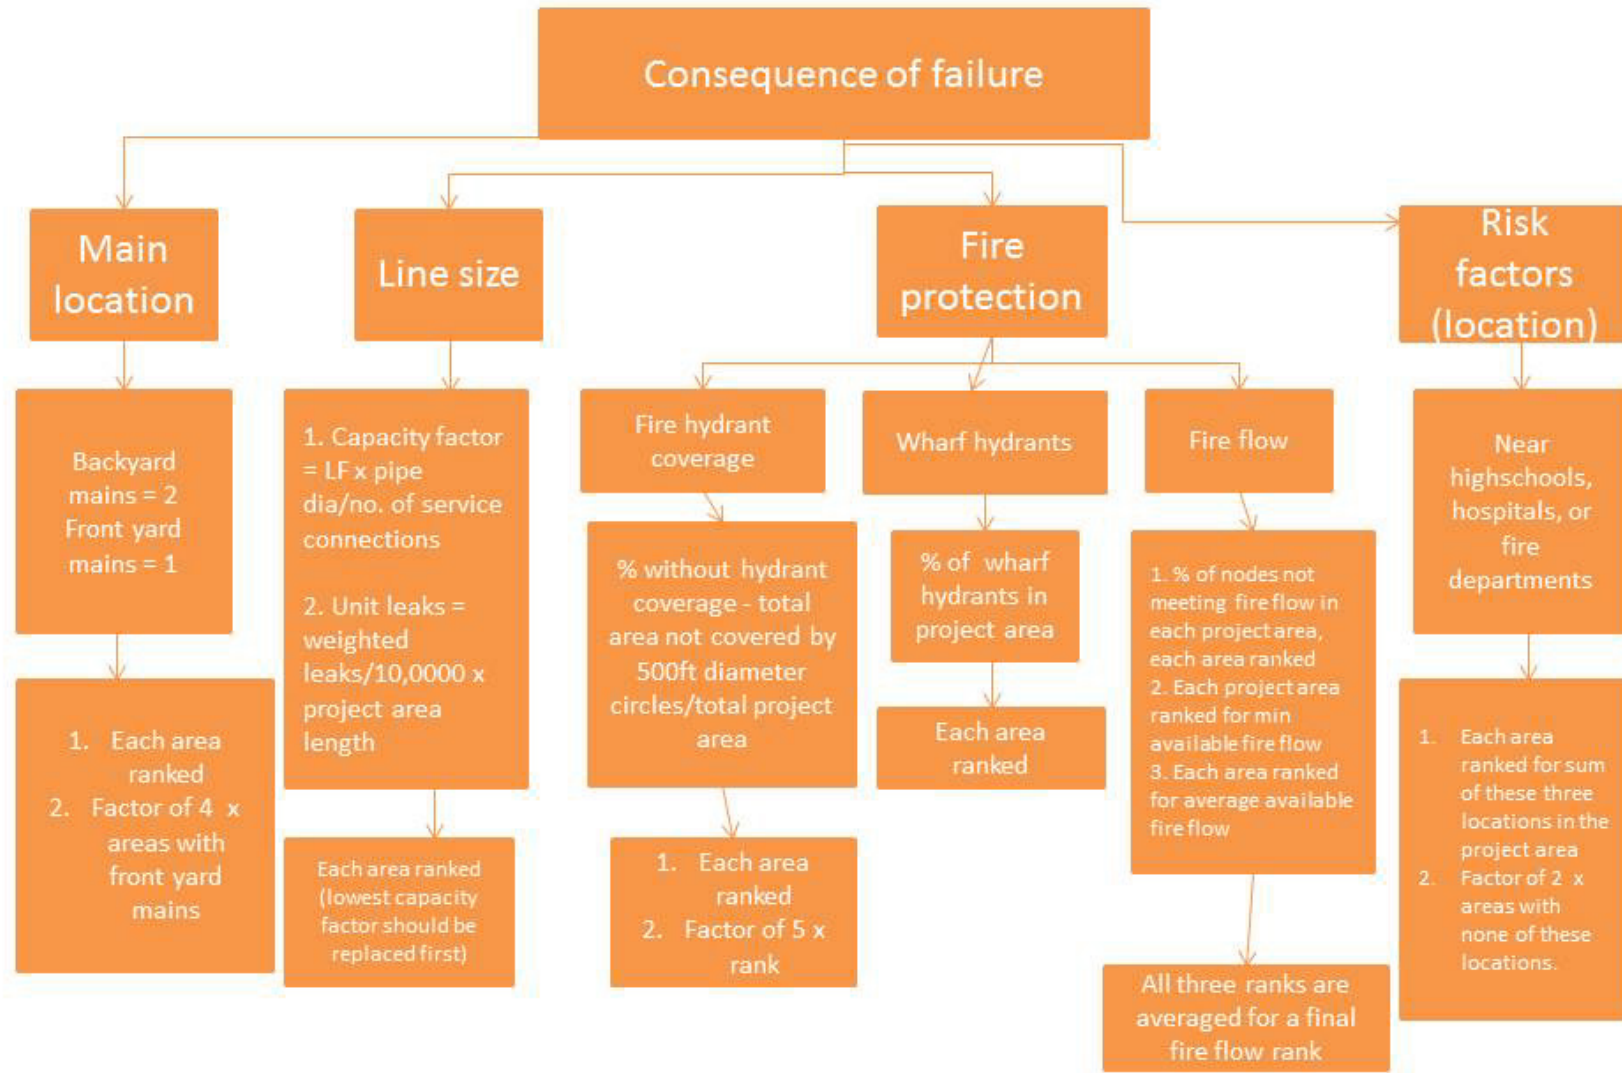 Consequence of failure
Main
location
Line size
Fire
protection
Risk
factors
(location)
Backyard
mains = 2
Front yard
mains = 1
1. Each area
ranked
2. Factor of 4 x
areas with
front yard
mains
1. Capacity factor
= LF x pipe
dia/no. of service
connections
2. Unit leaks =
weighted
leaks/10,0000 x
project area
length
Each area ranked
(lowest capacity
factor should be
replaced first)
Fire hydrant
coverage
% without hydrant
coverage - total
area not covered by
500ft diameter
circles/total project
area
1. Each area
ranked
2. Factor of 5 x
rank
Wharf hydrants
% of wharf
hydrants in
project area
Each area
ranked
Fire flow
1. % of nodes not
meeting fire flow in
each project area,
each area ranked
2. Each project area
ranked for min
available fire flow
3. Each area ranked
for average available
fire flow
All three ranks are
averaged for a final
fire flow rank
Near
highschools,
hospitals, or
fire
departments
1. Each area
ranked for sum
of these three
locations in the
project area
2. Factor of 2 x
areas with
none of these
locations.